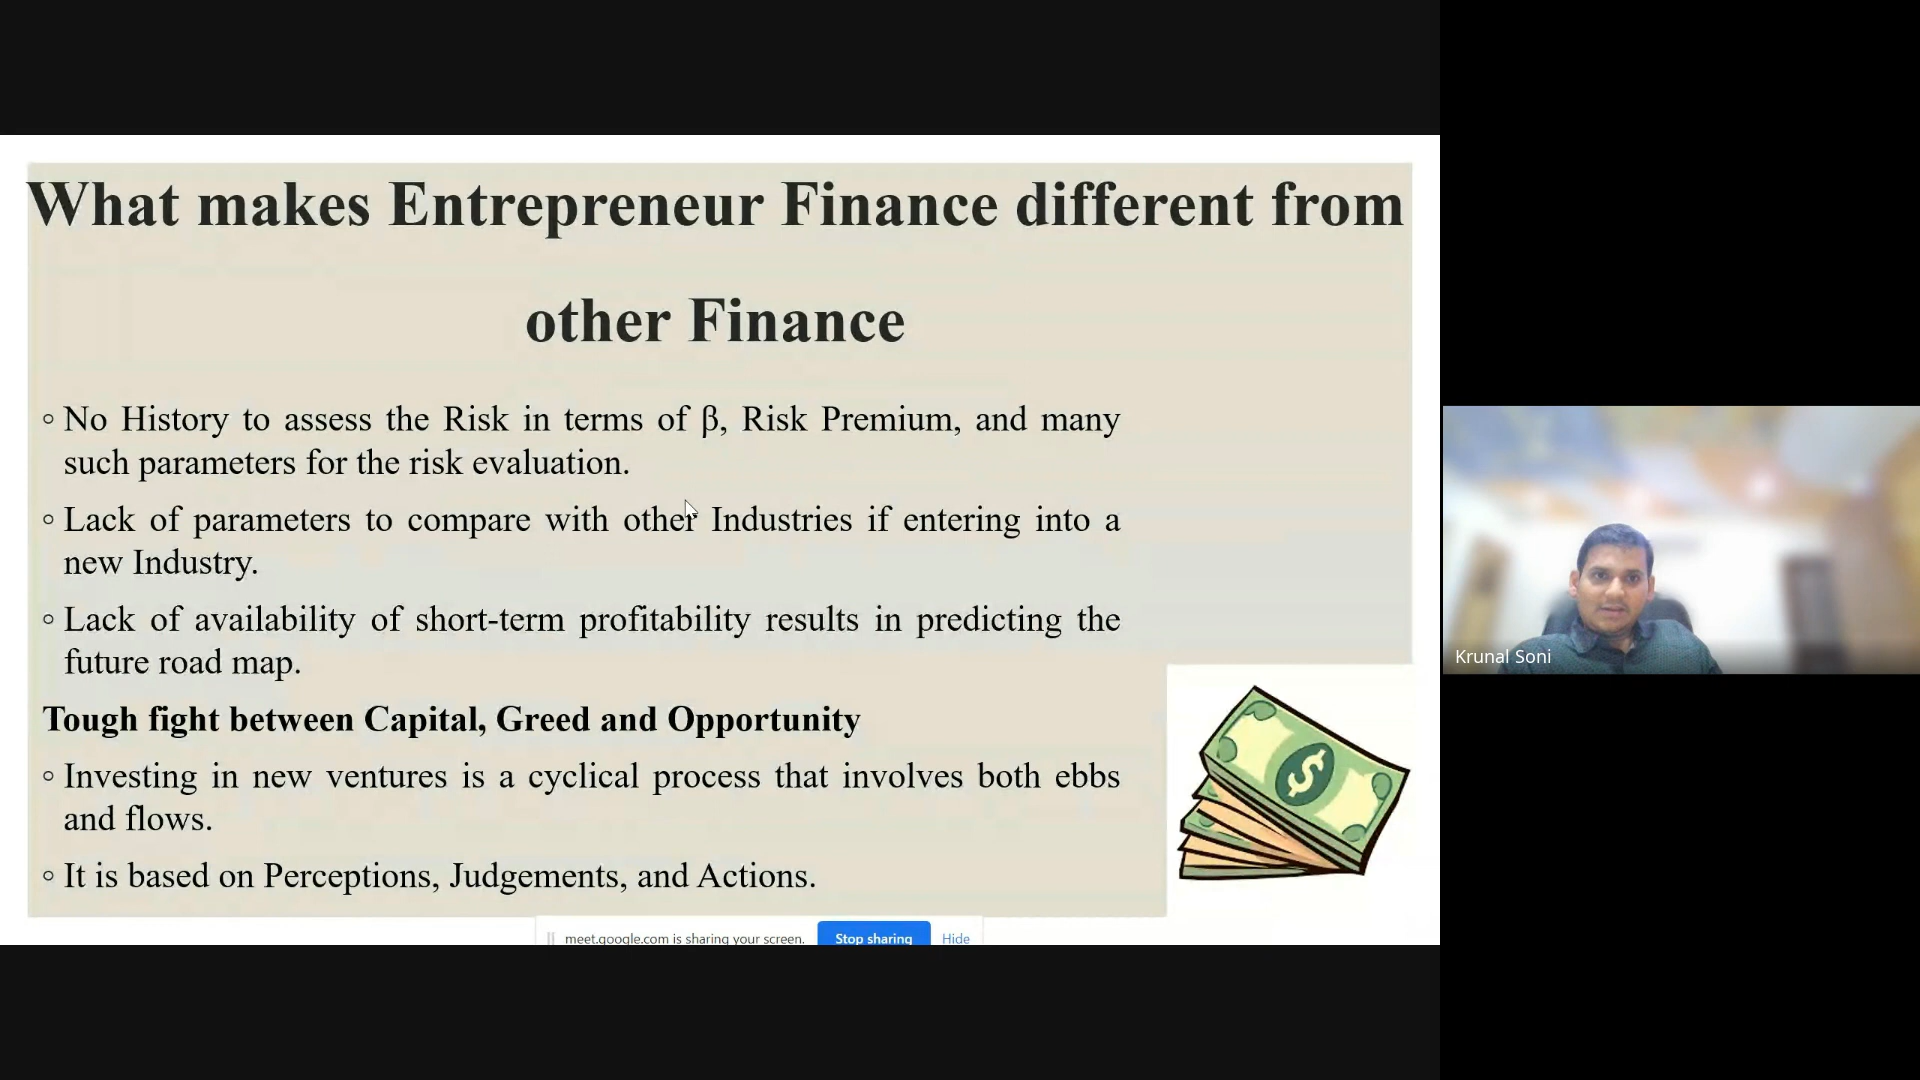 What makes Entrepreneur Finance different from
other Finance
◦ No History to assess the Risk in terms of β, Risk Premium, and many
such parameters for the risk evaluation.
◦ Lack of parameters to compare with other Industries if entering into a
new Industry.
◦ Lack of availability of short-term profitability results in predicting the
future road map.
Tough fight between Capital, Greed and Opportunity
◦ Investing in new ventures is a cyclical process that involves both ebbs
and flows.
◦ It is based on Perceptions, Judgements, and Actions.
$
meet.google.com is sharing your screen. Stop sharing Hide
Krunal Soni